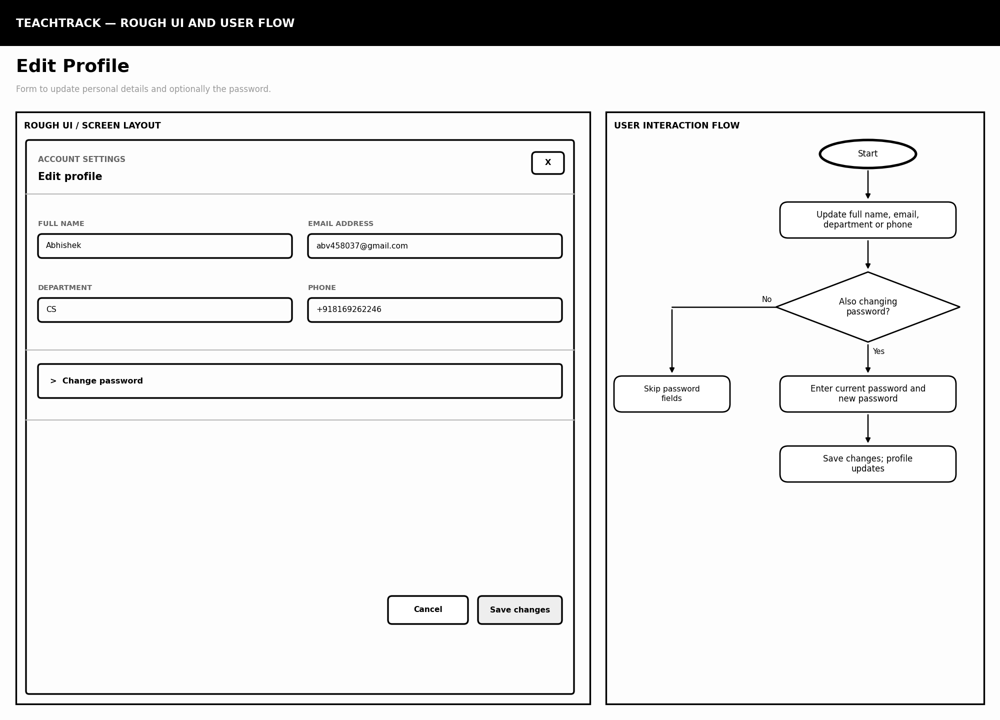 TEACHTRACK — ROUGH UI AND USER FLOW
Edit Profile
Form to update personal details and optionally the password.
ROUGH UI / SCREEN LAYOUT
ACCOUNT SETTINGS
X
Edit profile
FULL NAME
EMAIL ADDRESS
Abhishek
abv458037@gmail.com
DEPARTMENT
PHONE
CS
+918169262246
> Change password
Cancel
Save changes
USER INTERACTION FLOW
Start
Update full name, email,
department or phone
Also changing
password?
No
Yes
Skip password
fields
Enter current password and
new password
Save changes; profile
updates